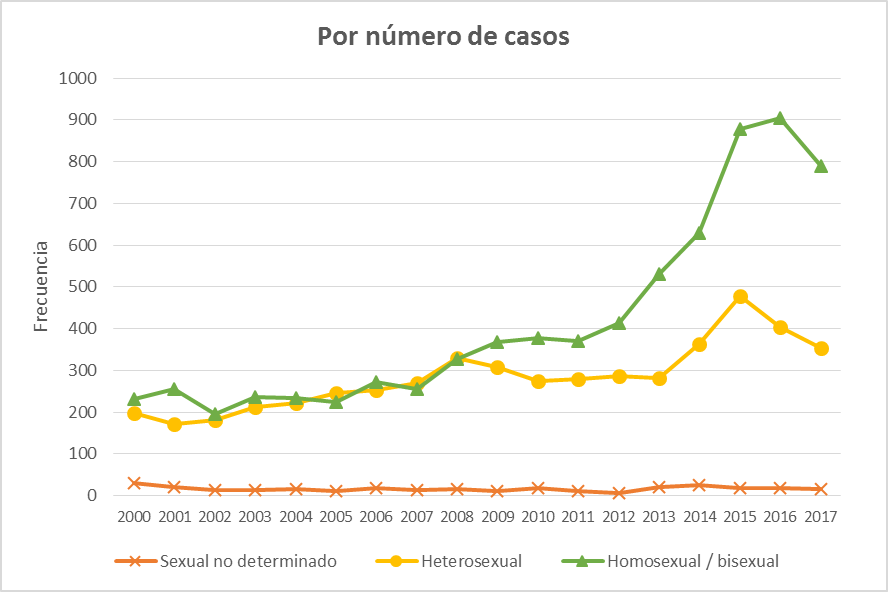 Por número de casos
1000
900
800
700
600
500
400
300
200
100
0
Frecuencia
2000 2001 2002 2003 2004 2005 2006 2007 2008 2009 2010 2011 2012 2013 2014 2015 2016 2017
Sexual no determinado Heterosexual Homosexual / bisexual